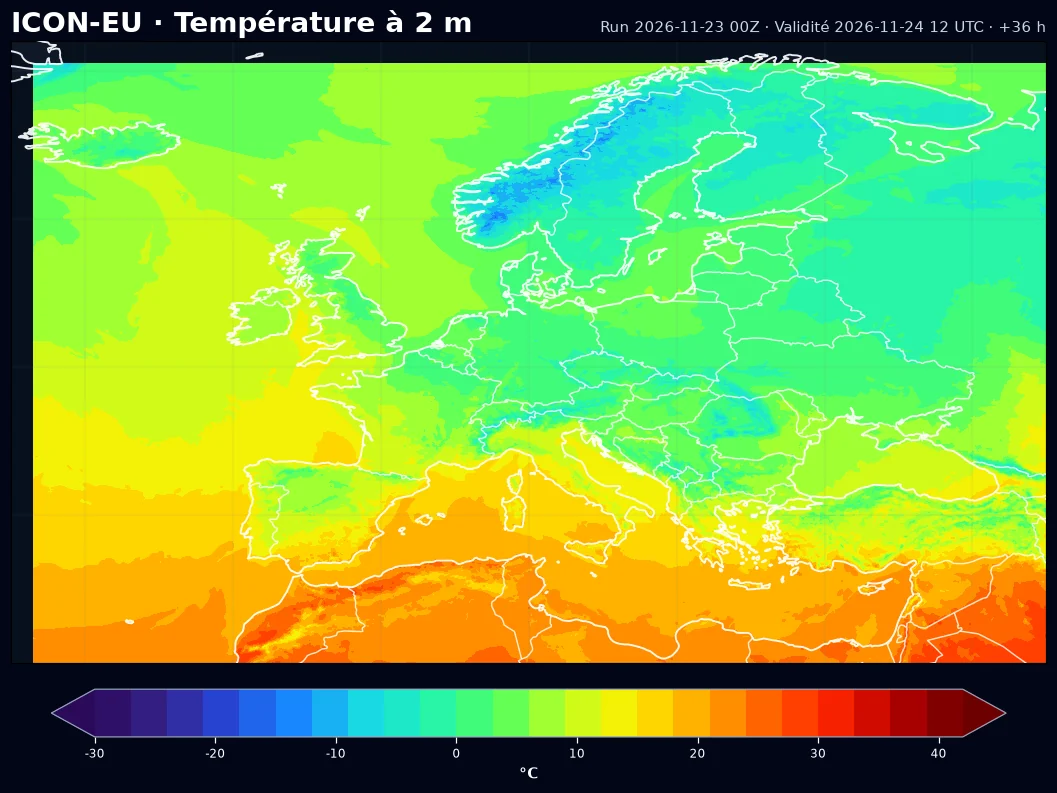 ICON-EU · Température à 2 m
Run 2026-11-23 00Z · Validité 2026-11-24 12 UTC · +36 h
-30 -20 -10 0 10 20 30 40
°C